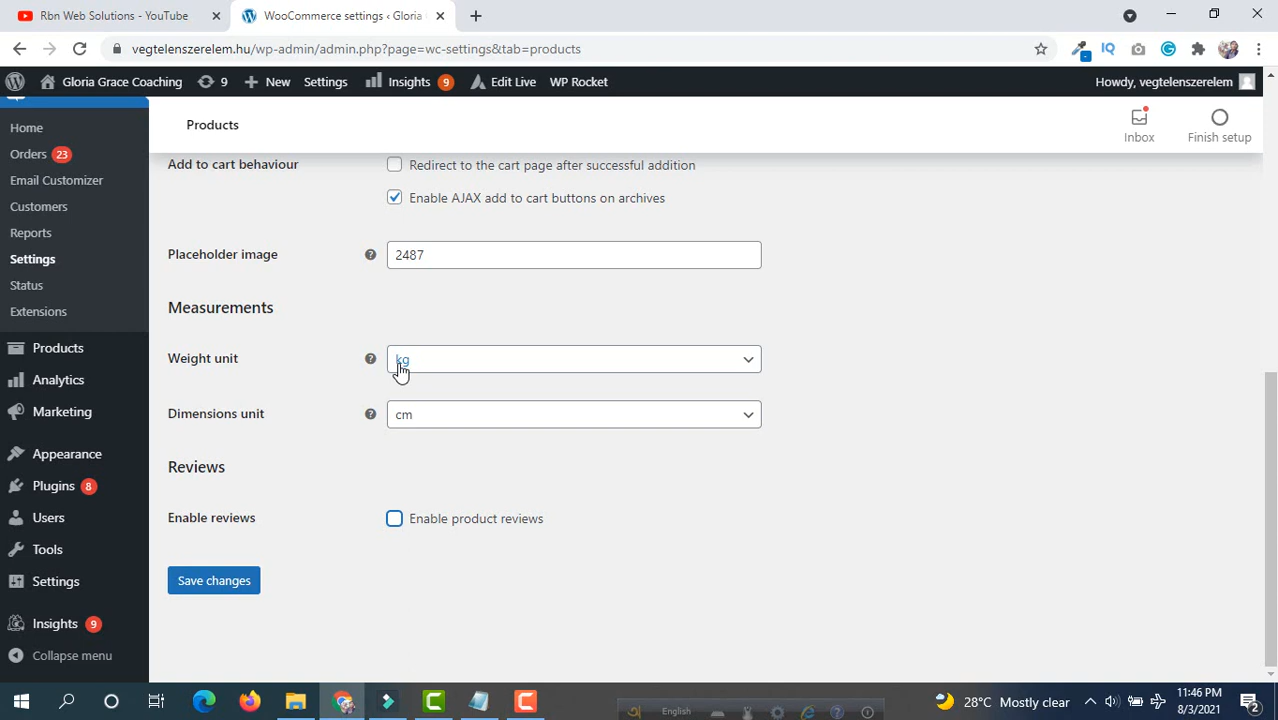 Rbn Web Solutions - YouTube
WooCommerce settings ‹ Gloria
vegtelenszerelem.hu/wp-admin/admin.php?page=wc-settings&tab=products
IQ
Gloria Grace Coaching
9
New
Settings
Insights 9
Edit Live
WP Rocket
Howdy, vegtelenszerelem
Products
Inbox
Finish setup
Home
Orders 23
Email Customizer
Customers
Reports
Settings
Status
Extensions
Products
Analytics
Marketing
Appearance
Plugins 8
Users
Tools
Settings
Insights 9
Collapse menu
Add to cart behaviour
Redirect to the cart page after successful addition
Enable AJAX add to cart buttons on archives
Placeholder image
2487
Measurements
Weight unit
kg
Dimensions unit
cm
Reviews
Enable reviews
Enable product reviews
Save changes
English
28°C Mostly clear
11:46 PM
8/3/2021
2